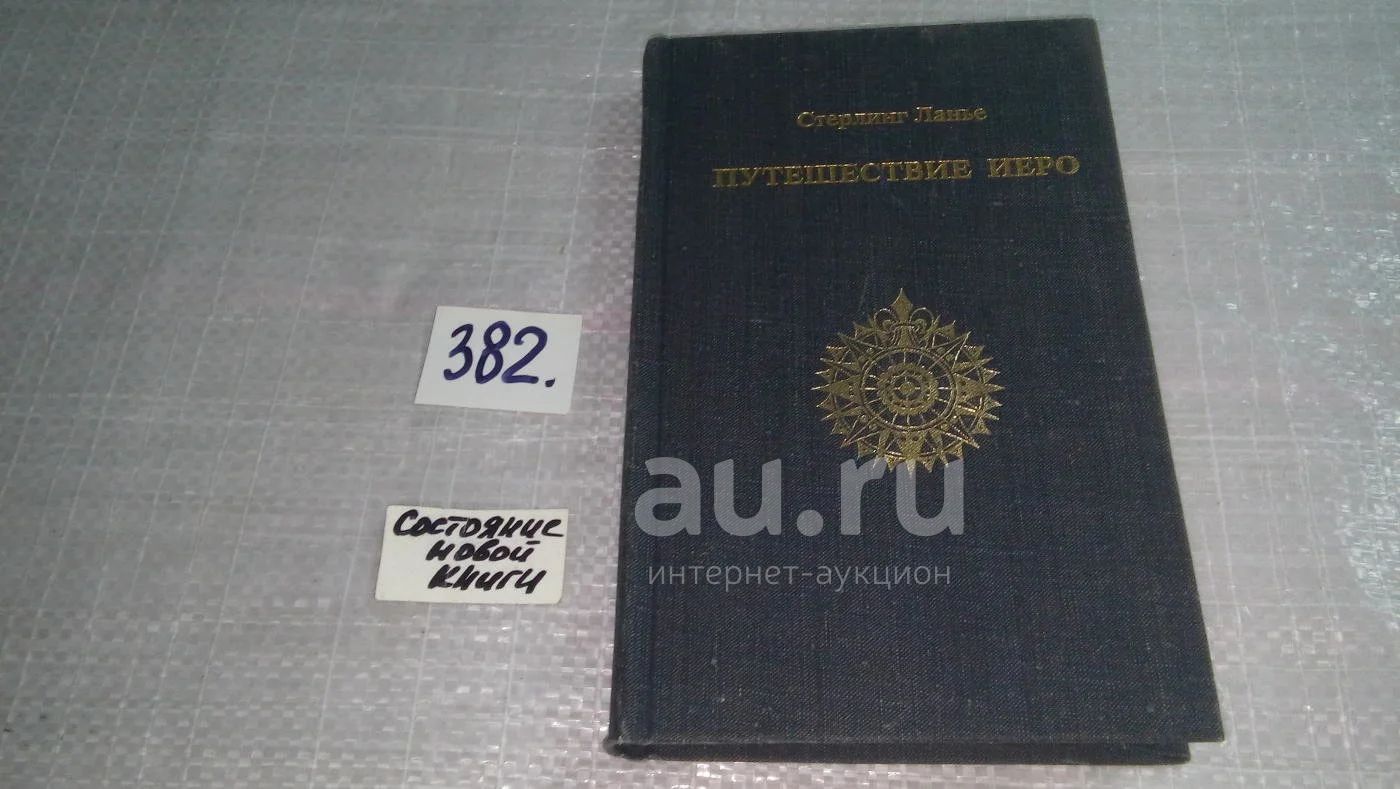 Стерлинг Ланье
ПУТЕШЕСТВИЕ ИЕРО
382.
Состояние
новой
книги
au.ru
интернет-аукцион